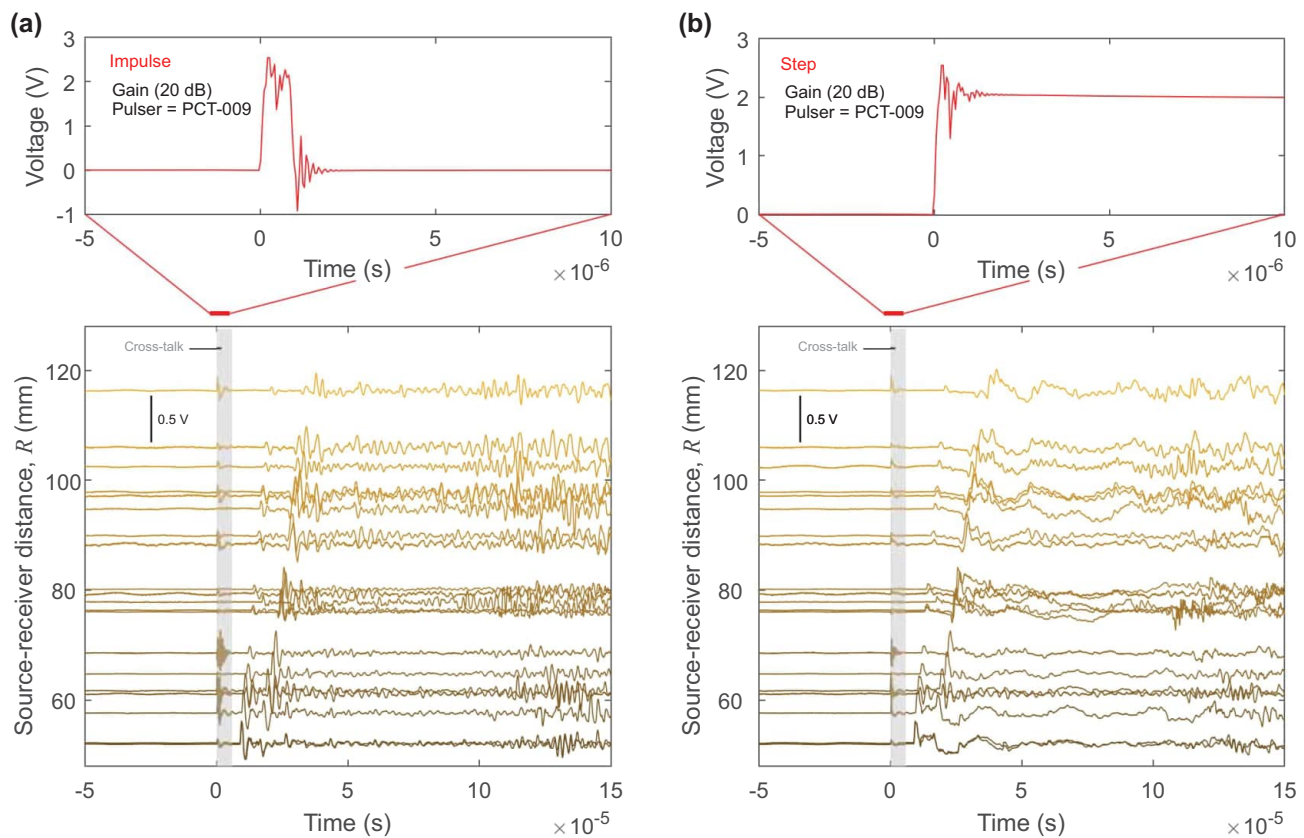 (a)
3
2
1
0
-1
Voltage (V)
Impulse
Gain (20 dB)
Pulser = PCT-009
-5
0
5
10
Time (s)
× 10-6
120
100
80
60
Source-receiver distance, R (mm)
Cross-talk
0.5 V
-5
0
5
10
15
Time (s)
× 10-5
(b)
3
2
1
0
Voltage (V)
Step
Gain (20 dB)
Pulser = PCT-009
-5
0
5
10
Time (s)
× 10-6
120
100
80
60
Source-receiver distance, R (mm)
Cross-talk
0.5 V
-5
0
5
10
15
Time (s)
× 10-5